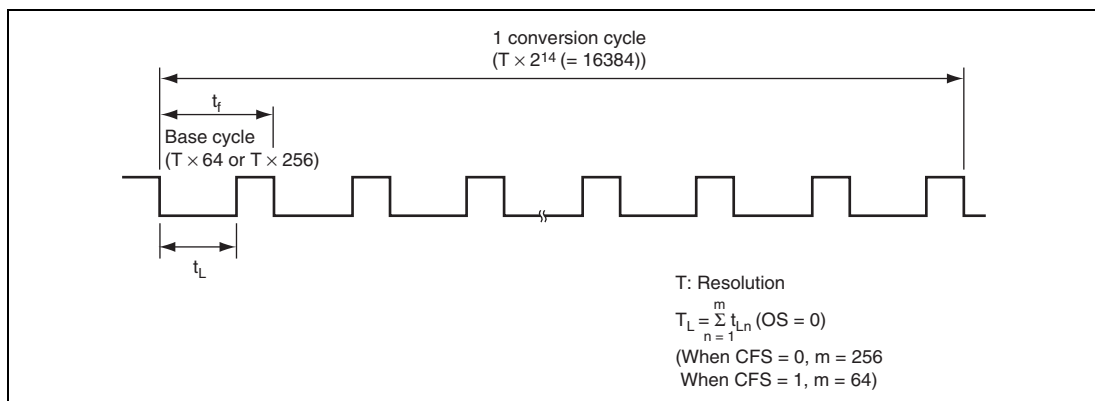 1 conversion cycle
(T × 2¹⁴ (= 16384))
t_f
Base cycle
(T × 64 or T × 256)
t_L
T: Resolution
m
T_L = Σ t_Ln (OS = 0)
n = 1
(When CFS = 0, m = 256
When CFS = 1, m = 64)